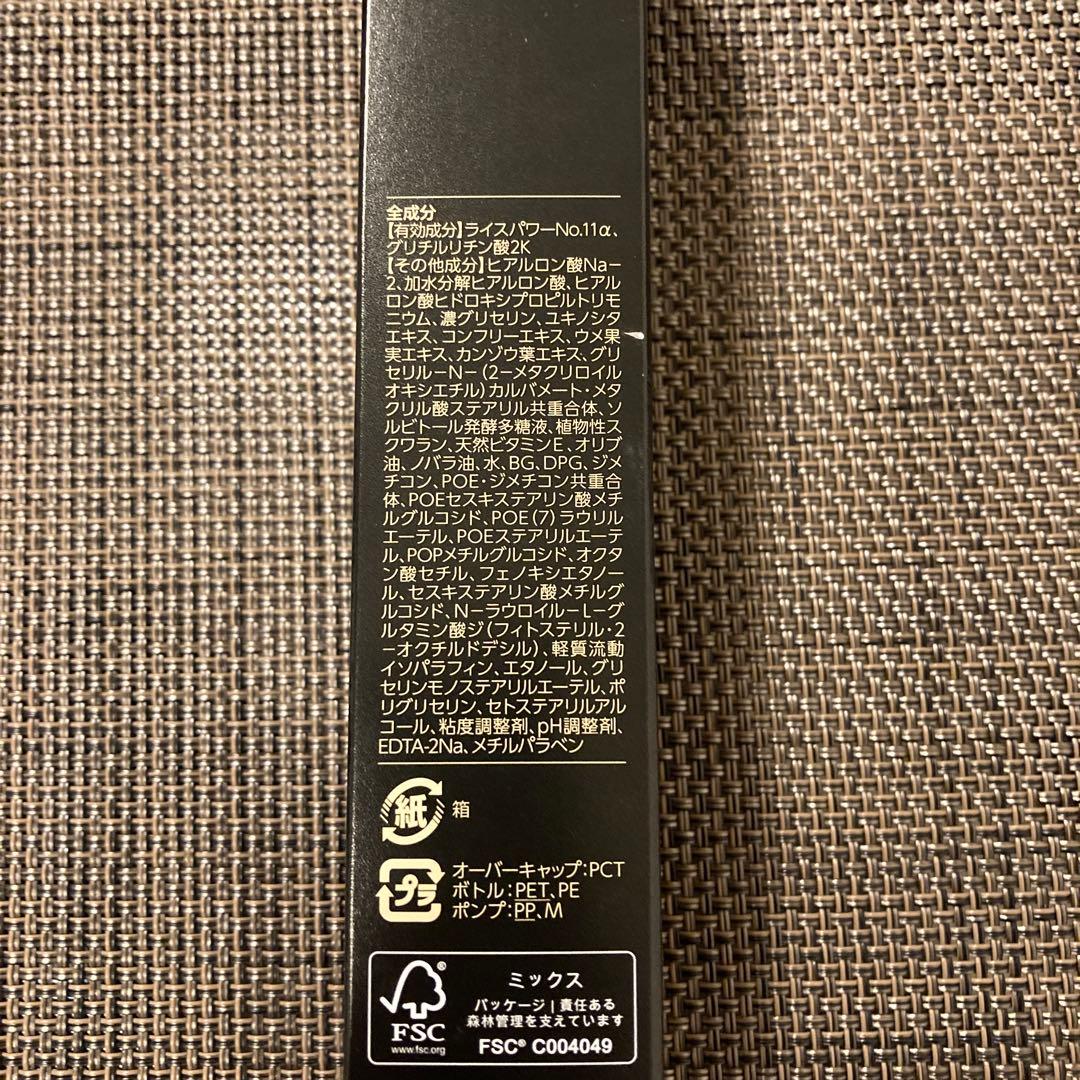 全成分
【有効成分】ライスパワーNo.11α、
グリチルリチン酸2K
【その他成分】ヒアルロン酸Na－
2、加水分解ヒアルロン酸、ヒアル
ロン酸ヒドロキシプロピルトリモ
ニウム、濃グリセリン、ユキノシタ
エキス、コンフリーエキス、ウメ果
実エキス、カンゾウ葉エキス、グリ
セリル－N－(2－メタクリロイル
オキシエチル)カルバメート・メタ
クリル酸ステアリル共重合体、ソ
ルビトール発酵多糖液、植物性ス
クワラン、天然ビタミンE、オリブ
油、ノバラ油、水、BG、DPG、ジメ
チコン、POE・ジメチコン共重合
体、POEセスキステアリン酸メチ
ルグルコシド、POE(7)ラウリル
エーテル、POEステアリルエーテ
ル、POPメチルグルコシド、オクタ
ン酸セチル、フェノキシエタノー
ル、セスキステアリン酸メチルグ
ルコシド、N－ラウロイル－L－グ
ルタミン酸ジ(フィトステリル・2
－オクチルドデシル)、軽質流動
イソパラフィン、エタノール、グリ
セリンモノステアリルエーテル、ポ
リグリセリン、セトステアリルアル
コール、粘度調整剤、pH調整剤、
EDTA-2Na、メチルパラベン
紙 箱
プラ
オーバーキャップ:PCT
ボトル:PET、PE
ポンプ:PP、M
FSC®
www.fsc.org
ミックス
パッケージ|責任ある
森林管理を支えています
FSC® C004049